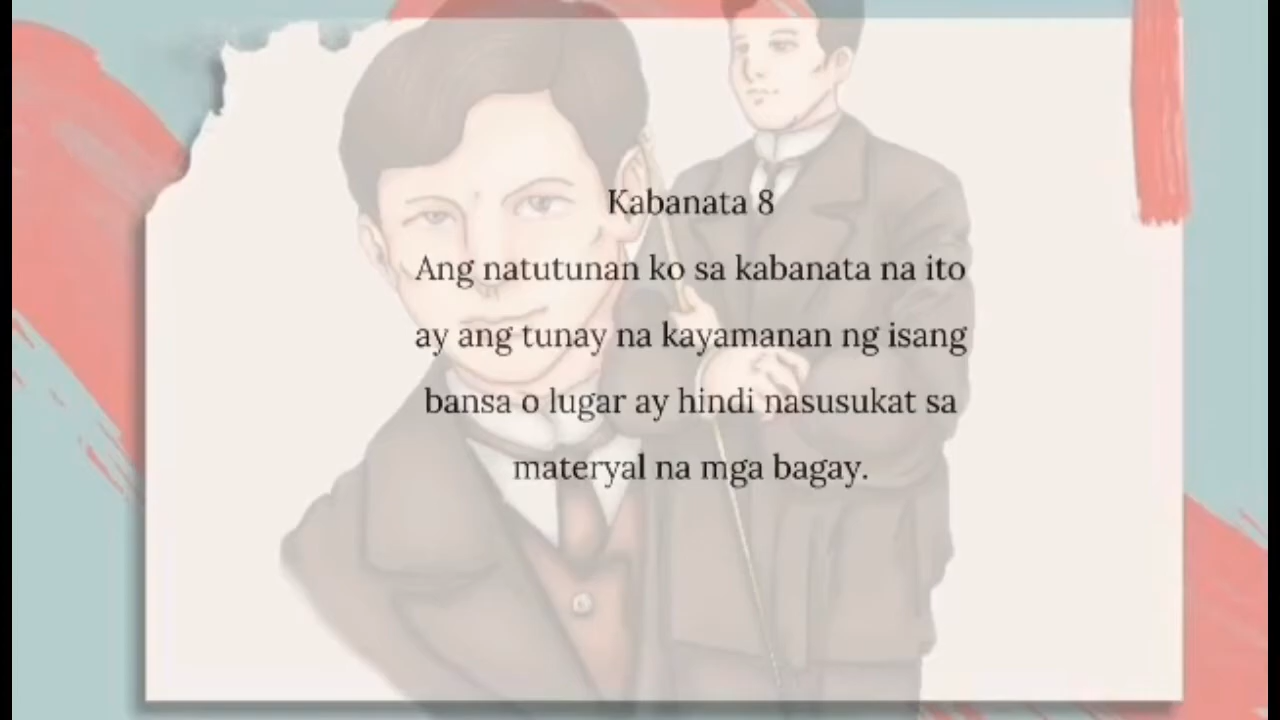 Kabanata 8
Ang natutunan ko sa kabanata na ito
ay ang tunay na kayamanan ng isang
bansa o lugar ay hindi nasusukat sa
materyal na mga bagay.